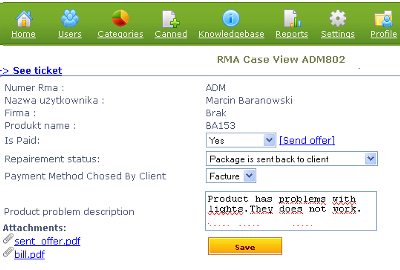 Home Users Categories Canned Knowledgebase Reports Settings Profile
RMA Case View ADM802
-> See ticket
Numer Rma : ADM
Nazwa użytkownika : Marcin Baranowski
Firma : Brak
Produkt name : BA153
Is Paid: Yes [Send offer]
Repairement status: Package is sent back to client
Payment Method Chosed By Client Facture
Product has problems with
lights.They does not work.
Product problem description
Attachments:
sent_offer.pdf
bill.pdf
Save